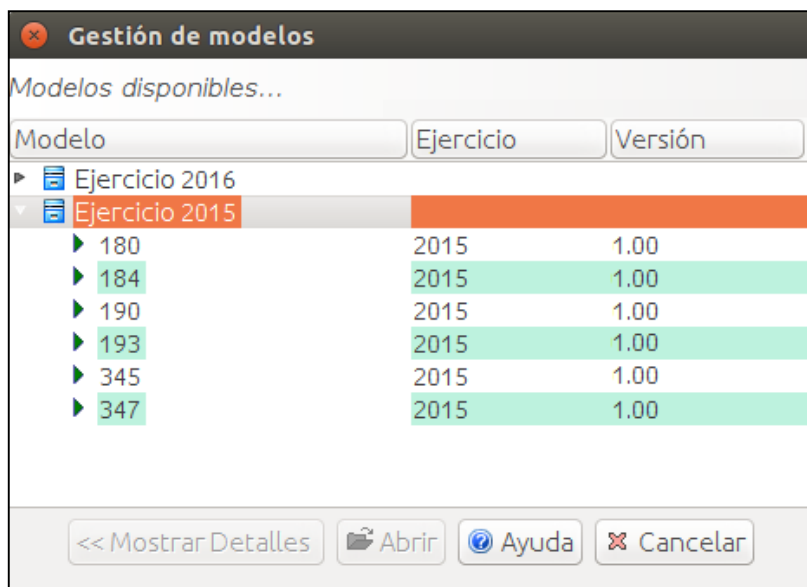 Gestión de modelos
Modelos disponibles...
Modelo Ejercicio Versión
Ejercicio 2016
Ejercicio 2015
180 2015 1.00
184 2015 1.00
190 2015 1.00
193 2015 1.00
345 2015 1.00
347 2015 1.00
<< Mostrar Detalles Abrir Ayuda Cancelar